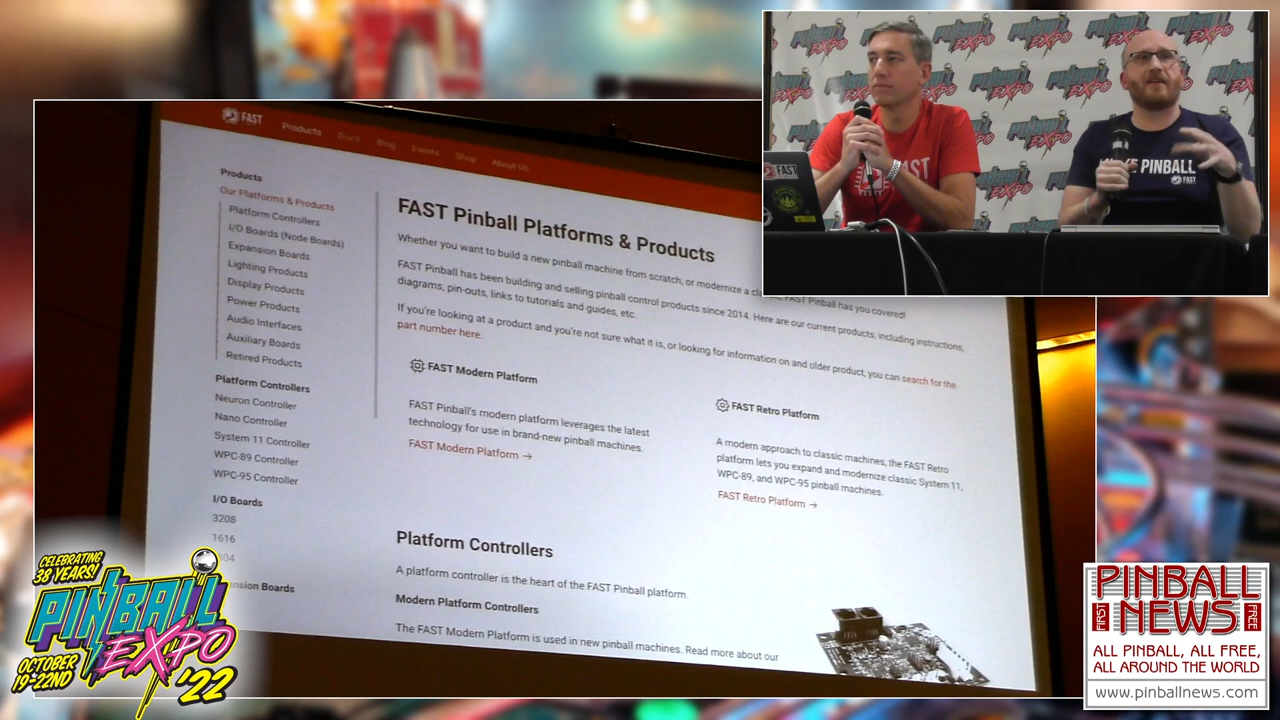 FAST
Products
Docs
Blog
Events
Shop
About Us
Products
Our Platforms & Products
Platform Controllers
I/O Boards (Node Boards)
Expansion Boards
Lighting Products
Display Products
Power Products
Audio Interfaces
Auxiliary Boards
Retired Products
Platform Controllers
Neuron Controller
Nano Controller
System 11 Controller
WPC-89 Controller
WPC-95 Controller
I/O Boards
3208
1616
FAST Pinball Platforms & Products
Whether you want to build a new pinball machine from scratch, or modernize a FAST Pinball has you covered!
FAST Pinball has been building and selling pinball control products since 2014. Here are our current products, including instructions,
diagrams, pin-outs, links to tutorials and guides, etc.
If you're looking at a product and you're not sure what it is, or looking for information on and older product, you can search for the
part number here.
FAST Modern Platform
FAST Pinball's modern platform leverages the latest
technology for use in brand-new pinball machines.
FAST Modern Platform →
FAST Retro Platform
A modern approach to classic machines, the FAST Retro
platform lets you expand and modernize classic System 11,
WPC-89, and WPC-95 pinball machines.
FAST Retro Platform →
Platform Controllers
A platform controller is the heart of the FAST Pinball platform.
Modern Platform Controllers
The FAST Modern Platform is used in new pinball machines. Read more about our
Boards
PINBALL
EXPO
FAST
FAST
PINBALL
FAST
CELEBRATING
38 YEARS!
PINBALL
EXPO
OCTOBER
19-22ND
'22
PINBALL
FIRST NEWS FREE
ALL PINBALL, ALL FREE,
ALL AROUND THE WORLD
www.pinballnews.com